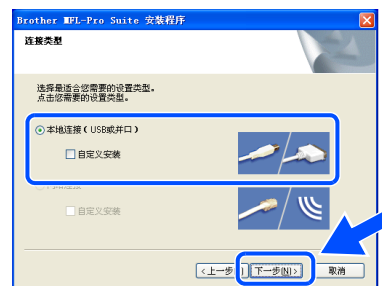 Brother MFL-Pro Suite 安装程序
连接类型
选择最适合您需要的设置类型。
点击您需要的设置类型。
本地连接（USB或并口）
自定义安装
自定义安装
<上一步
下一步(N)>
取消